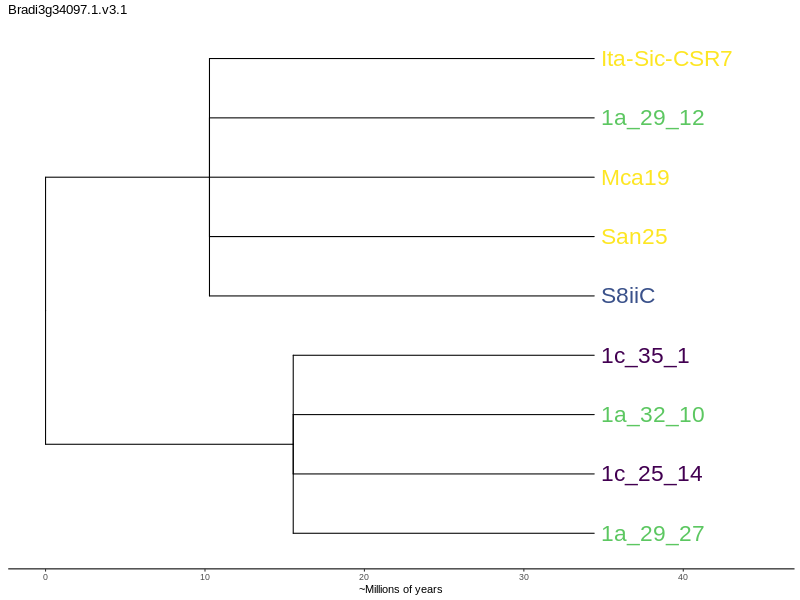 Bradi3g34097.1.v3.1
Ita-Sic-CSR7
1a_29_12
Mca19
San25
S8iiC
1c_35_1
1a_32_10
1c_25_14
1a_29_27
0 10 20 30 40
~Millions of years